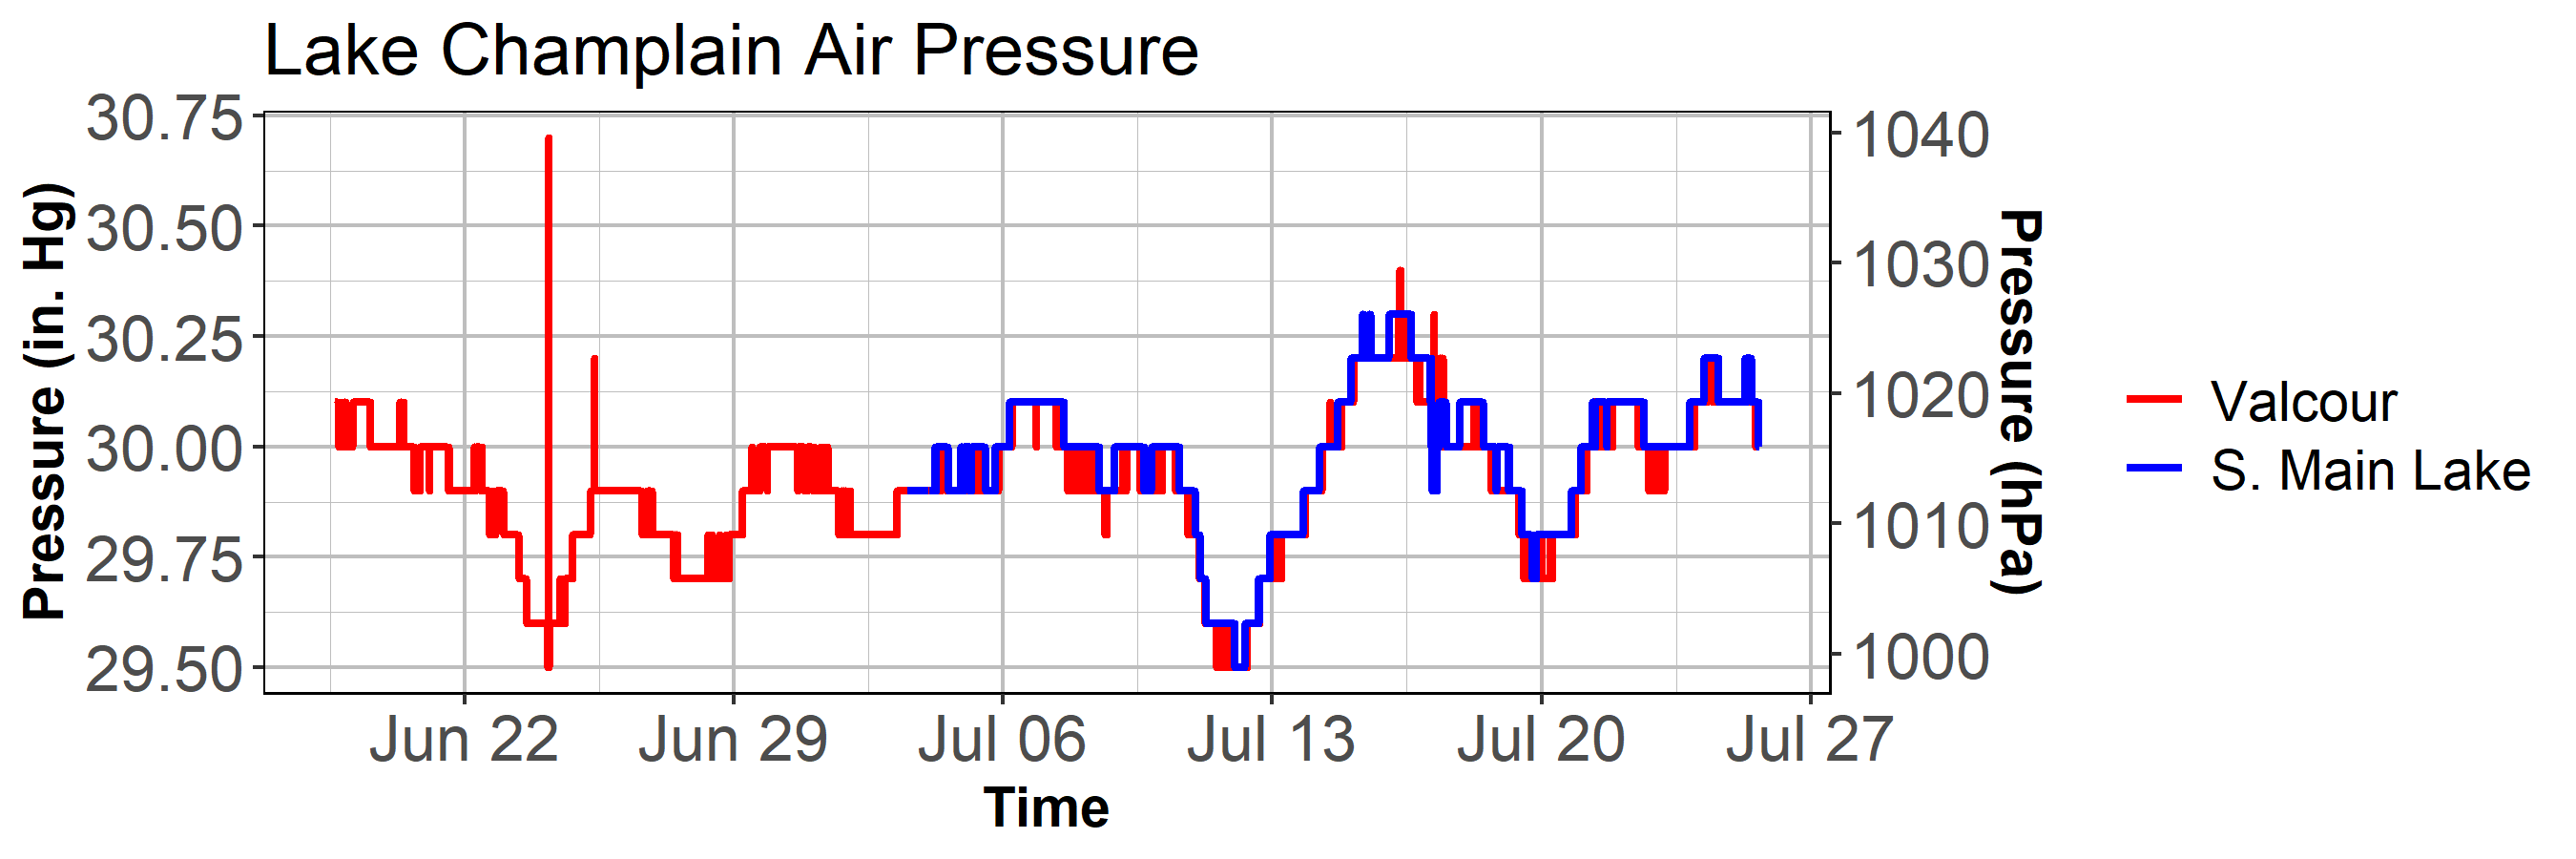 Lake Champlain Air Pressure
Pressure (in. Hg)
30.75
30.50
30.25
30.00
29.75
29.50
1040
1030
1020
1010
1000
Pressure (hPa)
Jun 22
Jun 29
Jul 06
Jul 13
Jul 20
Jul 27
Time
Valcour
S. Main Lake